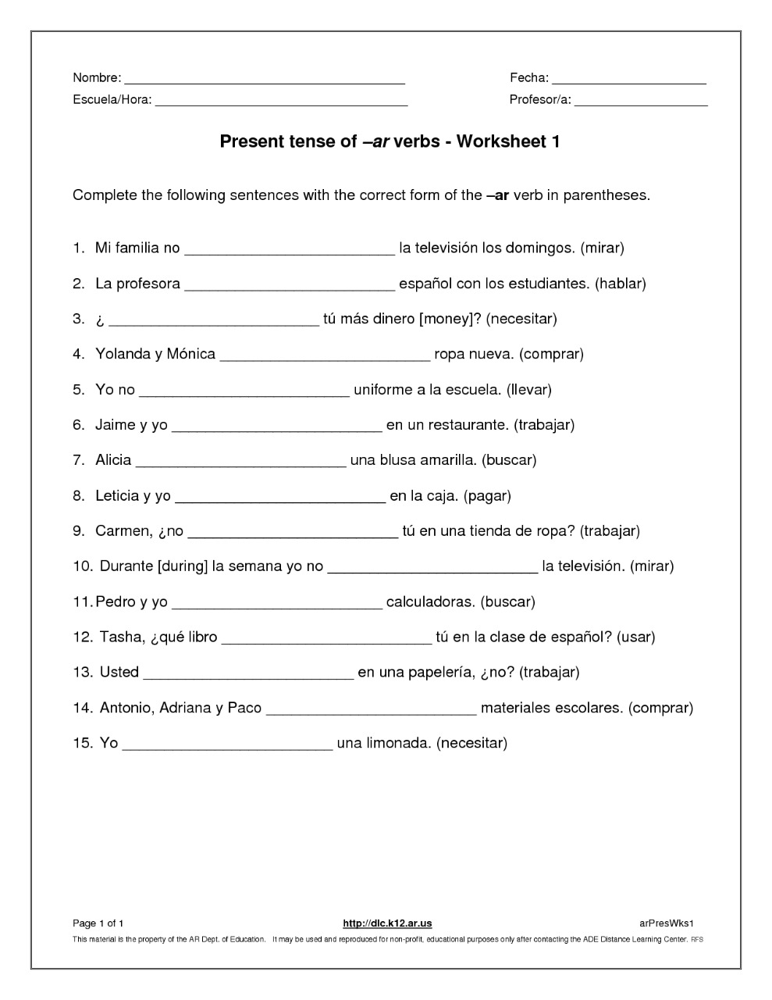 Nombre: ____________________ Fecha: ____________________
Escuela/Hora: ____________________ Profesor/a: ____________________
Present tense of –ar verbs - Worksheet 1
Complete the following sentences with the correct form of the –ar verb in parentheses.
1. Mi familia no ____________________ la televisión los domingos. (mirar)
2. La profesora ____________________ español con los estudiantes. (hablar)
3. ¿ ____________________ tú más dinero [money]? (necesitar)
4. Yolanda y Mónica ____________________ ropa nueva. (comprar)
5. Yo no ____________________ uniforme a la escuela. (llevar)
6. Jaime y yo ____________________ en un restaurante. (trabajar)
7. Alicia ____________________ una blusa amarilla. (buscar)
8. Leticia y yo ____________________ en la caja. (pagar)
9. Carmen, ¿no ____________________ tú en una tienda de ropa? (trabajar)
10. Durante [during] la semana yo no ____________________ la televisión. (mirar)
11. Pedro y yo ____________________ calculadoras. (buscar)
12. Tasha, ¿qué libro ____________________ tú en la clase de español? (usar)
13. Usted ____________________ en una papelería, ¿no? (trabajar)
14. Antonio, Adriana y Paco ____________________ materiales escolares. (comprar)
15. Yo ____________________ una limonada. (necesitar)
Page 1 of 1 http://dlc.k12.ar.us arPresWks1
This material is the property of the AR Dept. of Education. It may be used and reproduced for non-profit, educational purposes only after contacting the ADE Distance Learning Center. RFS